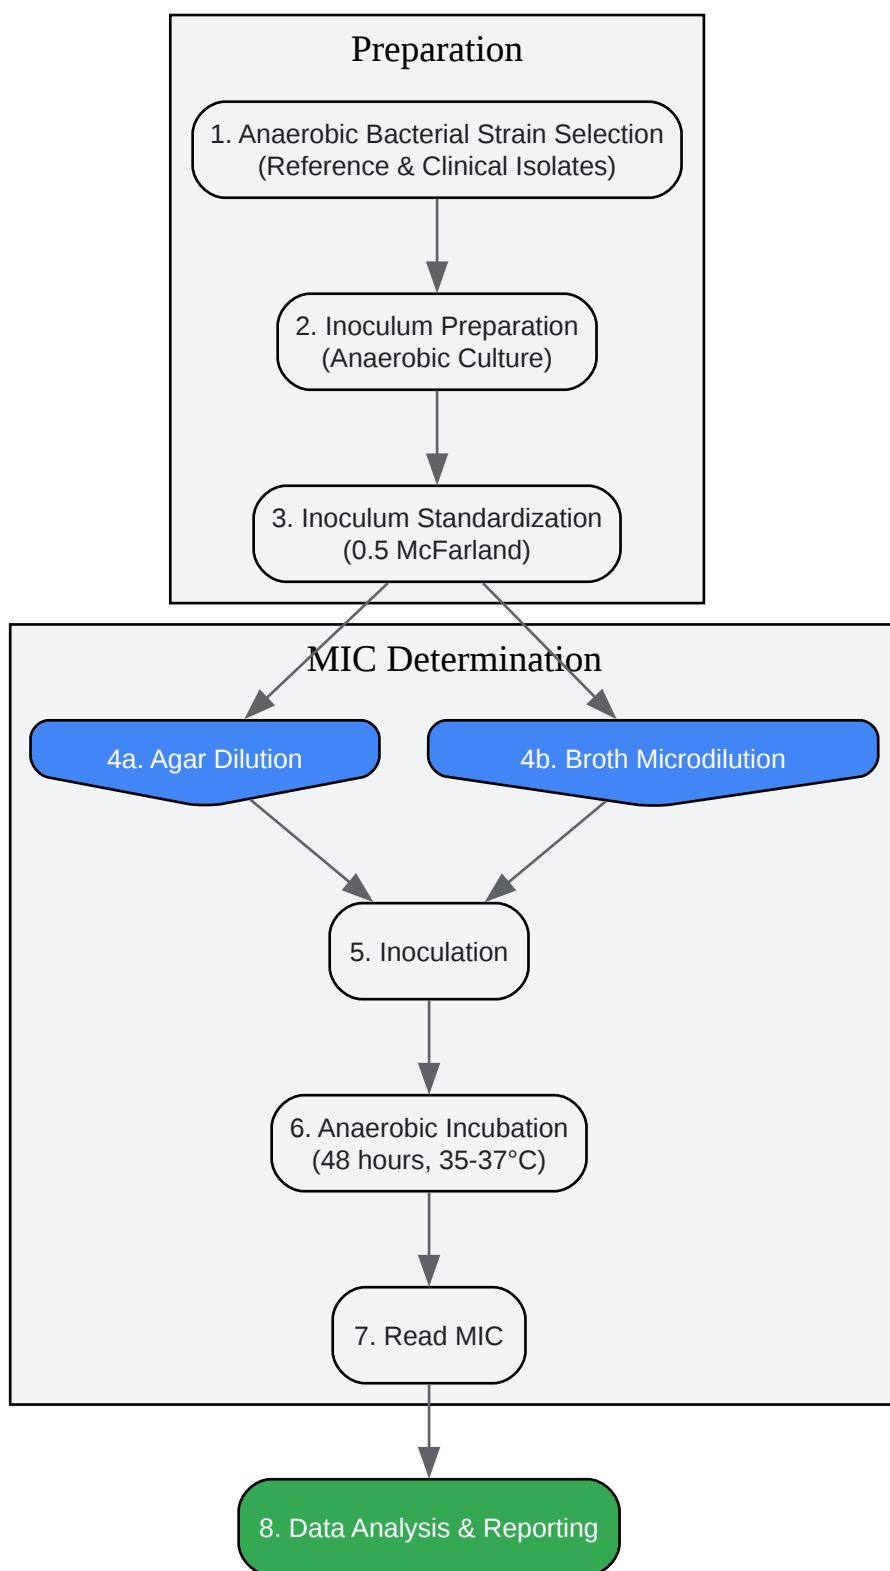 Preparation
1. Anaerobic Bacterial Strain Selection
(Reference & Clinical Isolates)
2. Inoculum Preparation
(Anaerobic Culture)
3. Inoculum Standardization
(0.5 McFarland)
MIC Determination
4a. Agar Dilution
4b. Broth Microdilution
5. Inoculation
6. Anaerobic Incubation
(48 hours, 35-37°C)
7. Read MIC
8. Data Analysis & Reporting